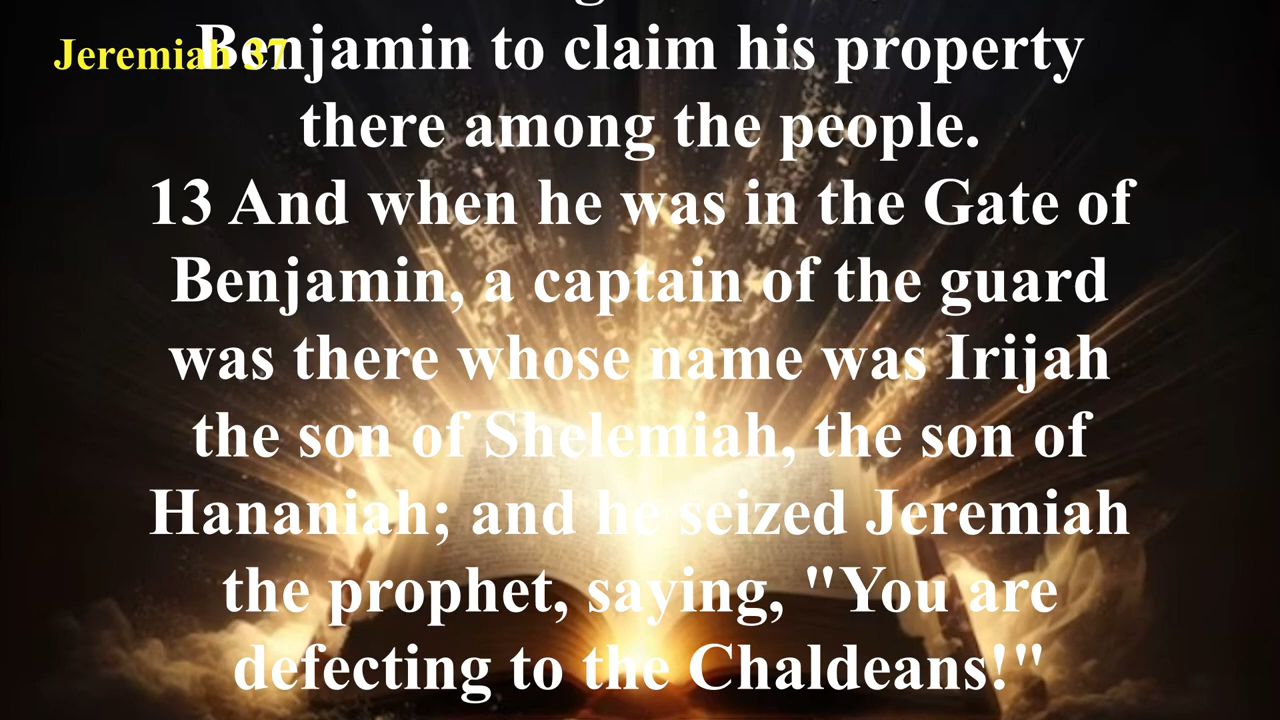 Jeremiah 37
Benjamin to claim his property
there among the people.
13 And when he was in the Gate of
Benjamin, a captain of the guard
was there whose name was Irijah
the son of Shelemiah, the son of
Hananiah; and he seized Jeremiah
the prophet, saying, "You are
defecting to the Chaldeans!"